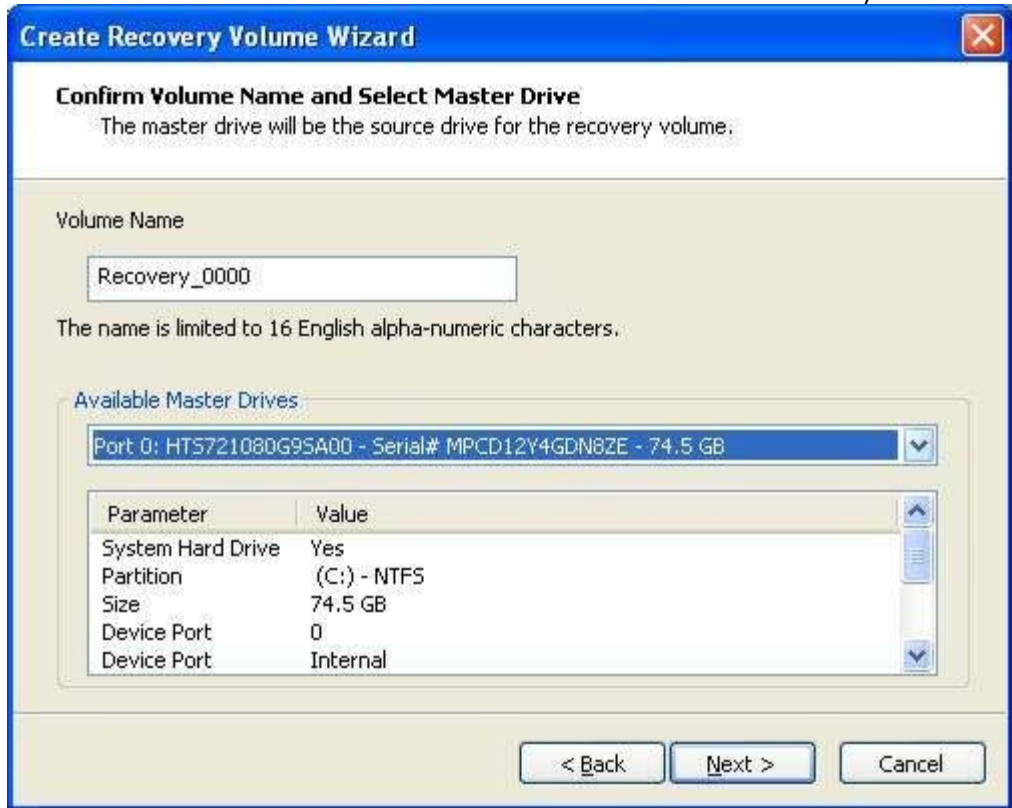 Create Recovery Volume Wizard
Confirm Volume Name and Select Master Drive
The master drive will be the source drive for the recovery volume.
Volume Name
Recovery_0000
The name is limited to 16 English alpha-numeric characters.
Available Master Drives
Port 0: HTS721080G9SA00 - Serial# MPCD12Y4GDN8ZE - 74.5 GB
Parameter Value
System Hard Drive Yes
Partition (C:) - NTFS
Size 74.5 GB
Device Port 0
Device Port Internal
< Back Next > Cancel